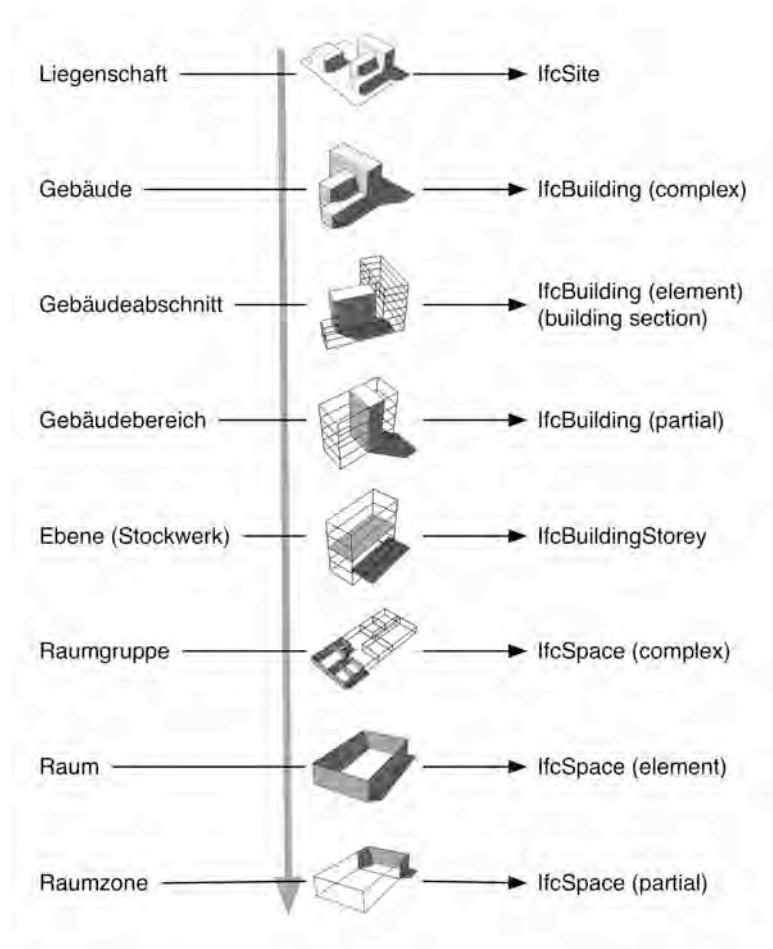 Liegenschaft IfcSite
Gebäude IfcBuilding (complex)
Gebäudeabschnitt IfcBuilding (element)
(building section)
Gebäudebereich IfcBuilding (partial)
Ebene (Stockwerk) IfcBuildingStorey
Raumgruppe IfcSpace (complex)
Raum IfcSpace (element)
Raumzone IfcSpace (partial)